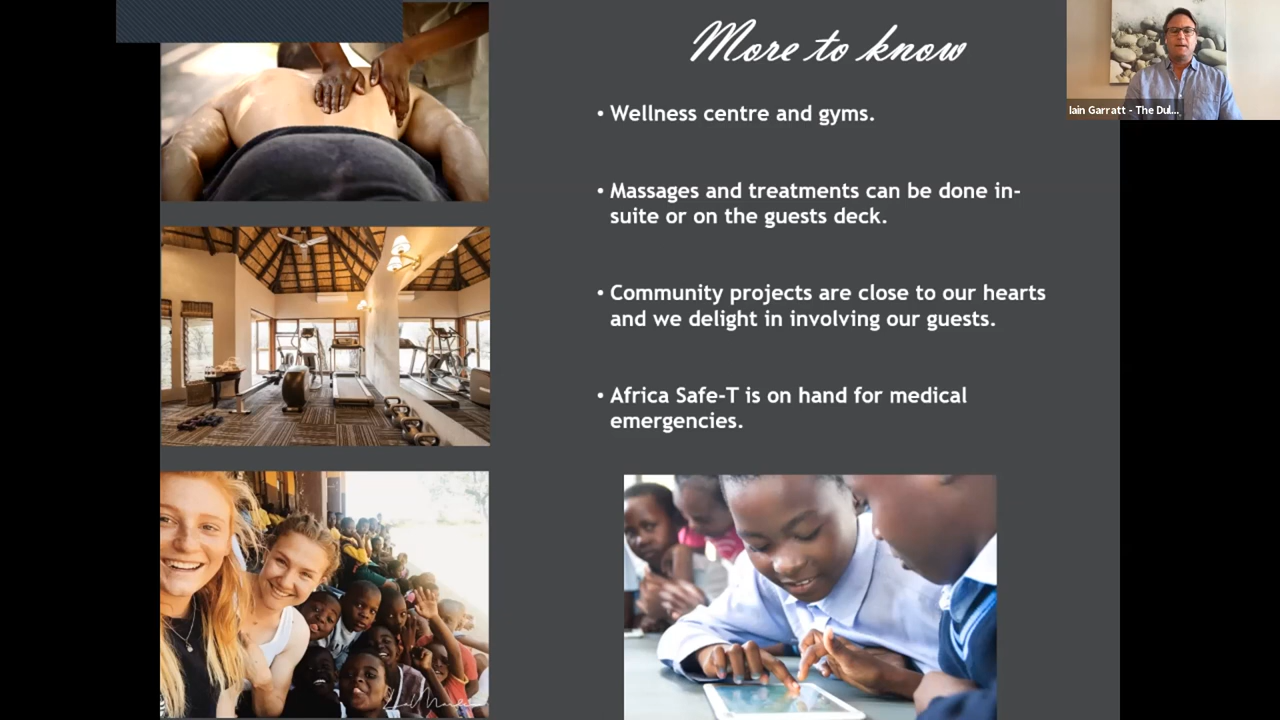 More to know
• Wellness centre and gyms.
• Massages and treatments can be done in-
suite or on the guests deck.
• Community projects are close to our hearts
and we delight in involving our guests.
• Africa Safe-T is on hand for medical
emergencies.
Iain Garratt - The Dul...